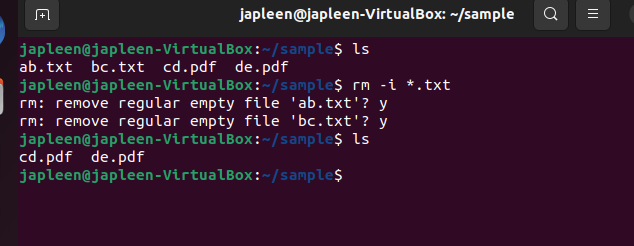 japleen@japleen-VirtualBox: ~/sample
japleen@japleen-VirtualBox:~/sample$ ls
ab.txt  bc.txt  cd.pdf  de.pdf
japleen@japleen-VirtualBox:~/sample$ rm -i *.txt
rm: remove regular empty file 'ab.txt'? y
rm: remove regular empty file 'bc.txt'? y
japleen@japleen-VirtualBox:~/sample$ ls
cd.pdf  de.pdf
japleen@japleen-VirtualBox:~/sample$